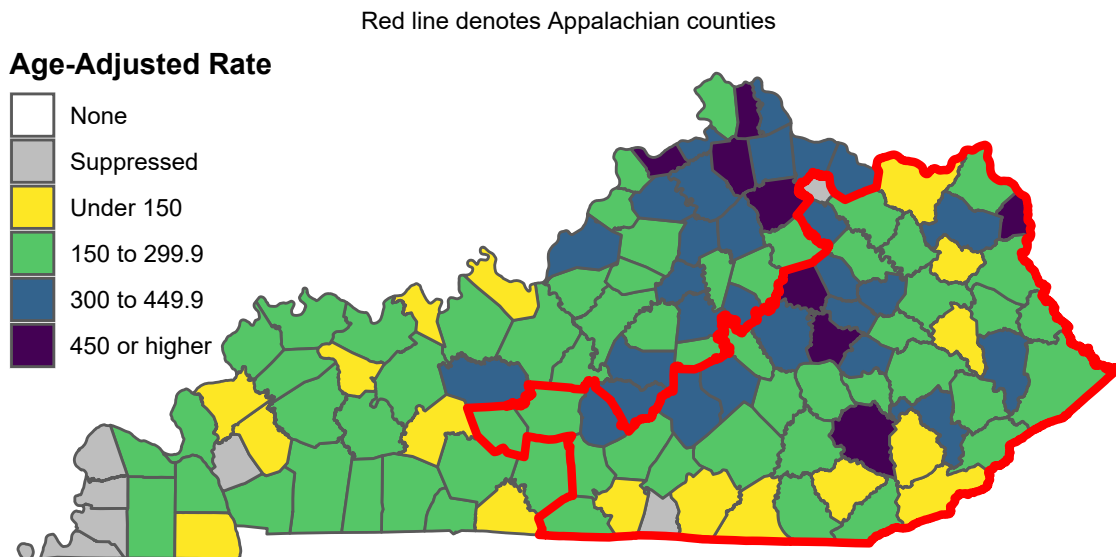 Red line denotes Appalachian counties
Age-Adjusted Rate
None
Suppressed
Under 150
150 to 299.9
300 to 449.9
450 or higher